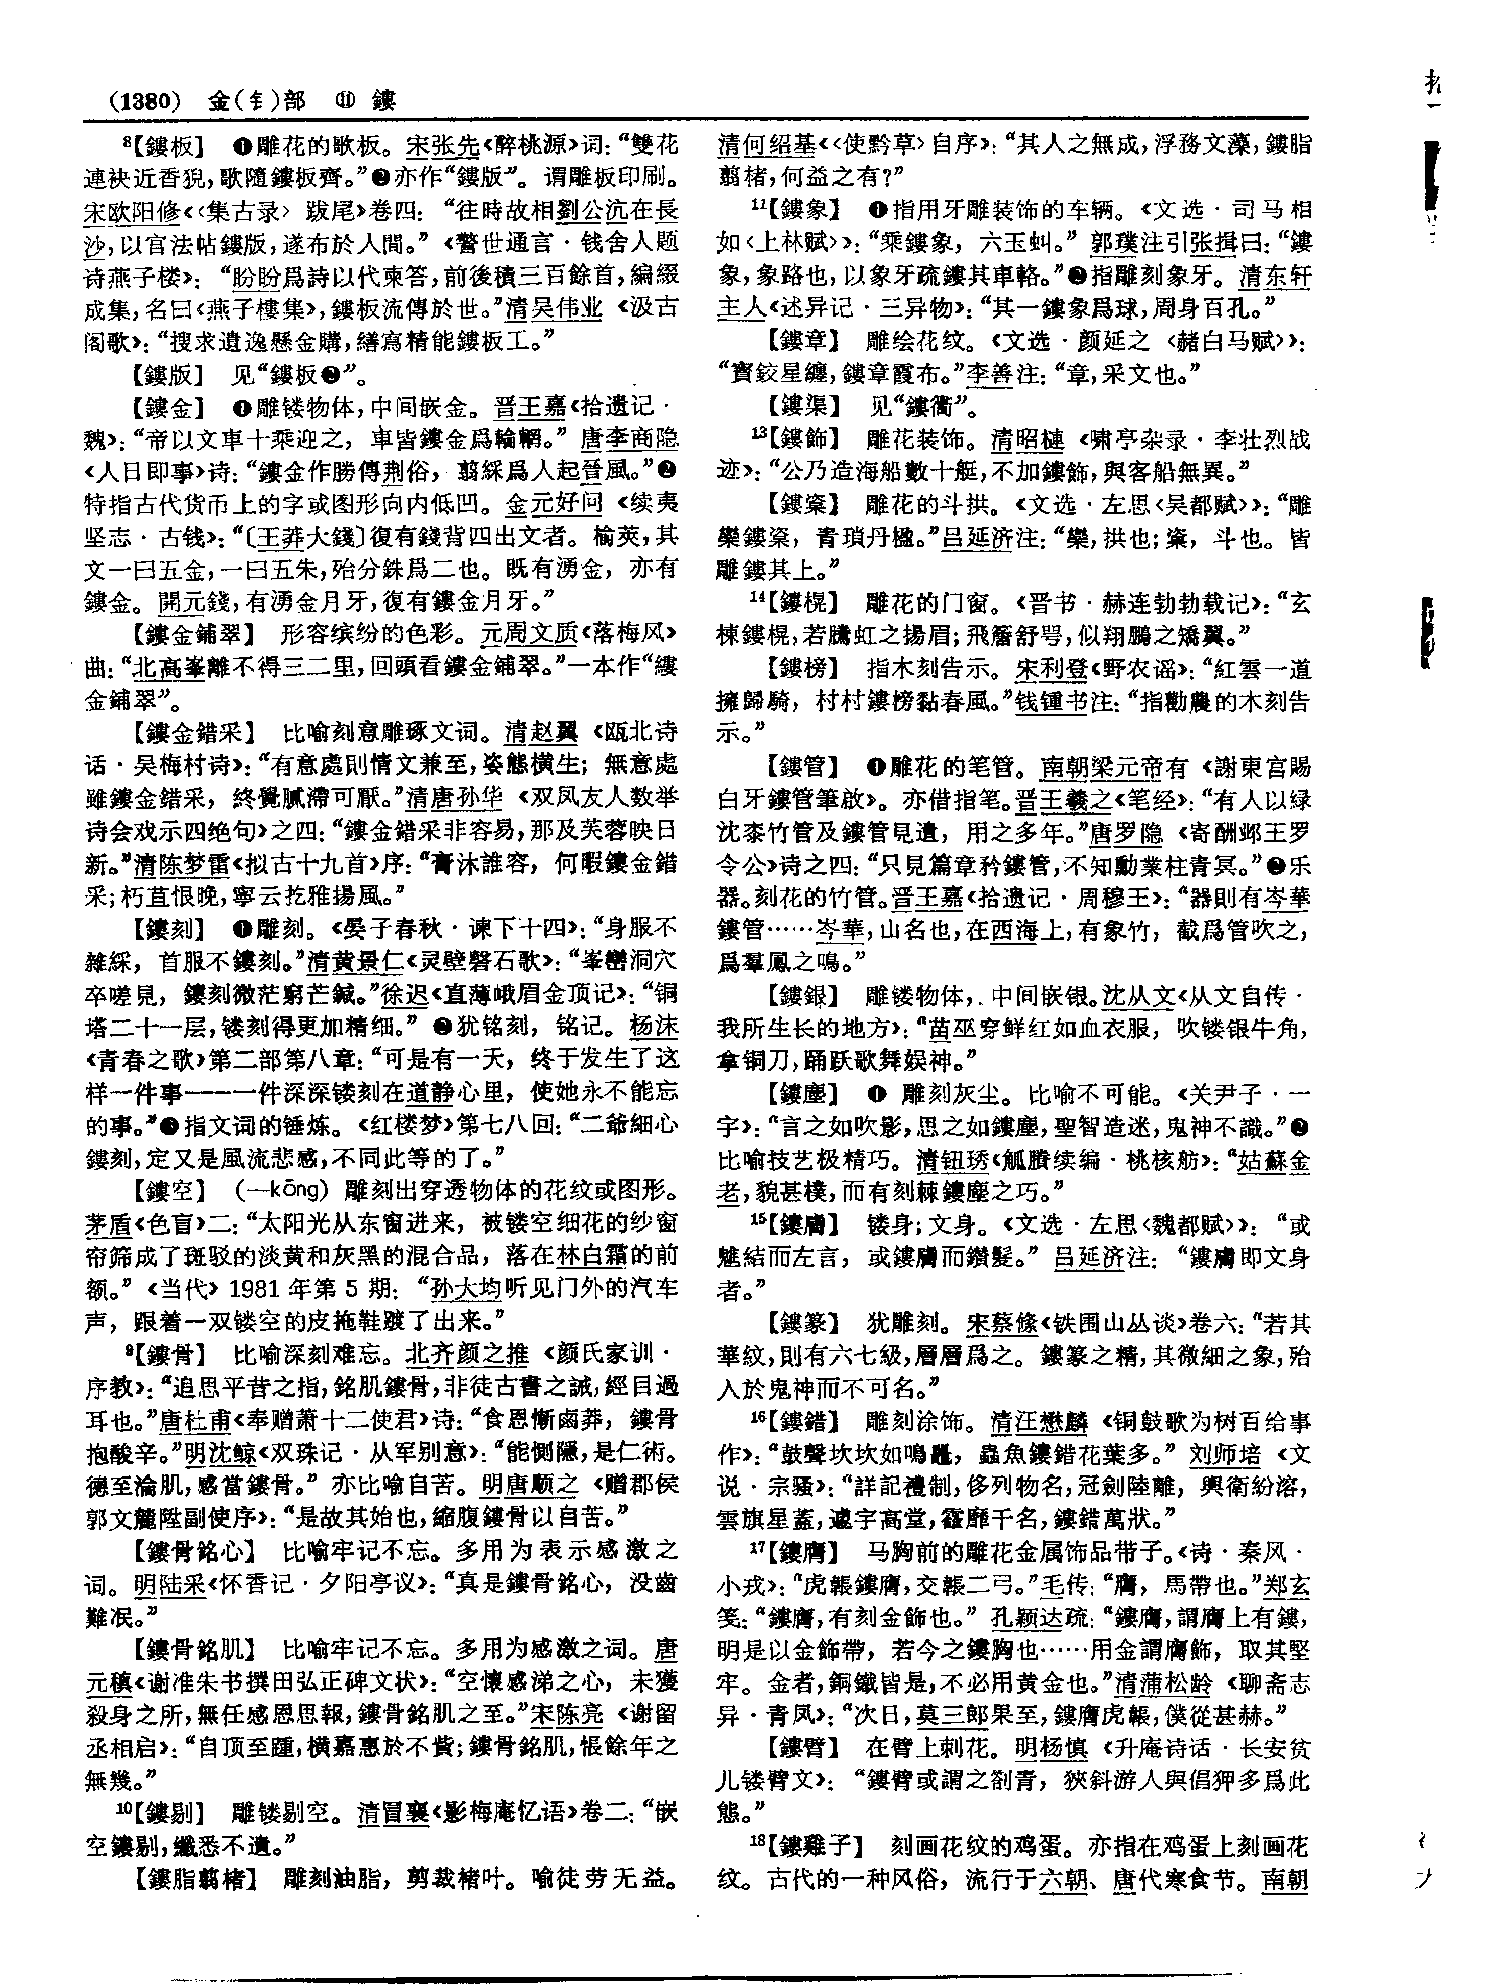 (1380) 金(钅)部 ⑪ 鏤
8【鏤板】 ❶雕花的歌板。宋张先《醉桃源》词：“雙花
連袂近香猊，歌隨鏤板齊。”❷亦作“鏤版”。谓雕板印刷。
宋欧阳修《〈集古录〉跋尾》卷四：“往時故相劉公沆在長
沙，以官法帖鏤版，遂布於人間。”《警世通言·钱舍人题
诗燕子楼》：“盼盼爲詩以代柬答，前後積三百餘首，編綴
成集，名曰《燕子樓集》，鏤板流傳於世。”清吴伟业《汲古
阁歌》：“搜求遺逸懸金購，繕寫精能鏤板工。”
【鏤版】 见“鏤板❷”。
【鏤金】 ❶雕镂物体，中间嵌金。晋王嘉《拾遗记·
魏》：“帝以文車十乘迎之，車皆鏤金爲輪輞。”唐李商隐
《人日即事》诗：“鏤金作勝傳荆俗，翦綵爲人起晉風。”❷
特指古代货币上的字或图形向内低凹。金元好问《续夷
坚志·古钱》：“〔王莽大錢〕復有錢背四出文者。榆莢，其
文一曰五金，一曰五朱，殆分銖爲二也。既有湧金，亦有
鏤金。開元錢，有湧金月牙，復有鏤金月牙。”
【鏤金鋪翠】 形容缤纷的色彩。元周文质《落梅风》
曲：“北高峯離不得三二里，回頭看鏤金鋪翠。”一本作“縷
金鋪翠”。
【鏤金錯采】 比喻刻意雕琢文词。清赵翼《瓯北诗
话·吴梅村诗》：“有意處則情文兼至，姿態横生；無意處
雖鏤金錯采，終覺膩滯可厭。”清唐孙华《双凤友人数举
诗会戏示四绝句》之四：“鏤金錯采非容易，那及芙蓉映日
新。”清陈梦雷《拟古十九首》序：“膏沐誰容，何暇鏤金錯
采；朽苴恨晚，寧云扢雅揚風。”
【鏤刻】 ❶雕刻。《晏子春秋·谏下十四》：“身服不
雜綵，首服不鏤刻。”清黄景仁《灵壁磬石歌》：“峯巒洞穴
卒嗟見，鏤刻微茫窮芒鍼。”徐迟《直薄峨眉金顶记》：“铜
塔二十一层，镂刻得更加精细。”❷犹铭刻，铭记。杨沫
《青春之歌》第二部第八章：“可是有一天，终于发生了这
样一件事——一件深深镂刻在道静心里，使她永不能忘
的事。”❸指文词的锤炼。《红楼梦》第七八回：“二爺細心
鏤刻，定又是風流悲感，不同此等的了。”
【鏤空】 (—kōng) 雕刻出穿透物体的花纹或图形。
茅盾《色盲》二：“太阳光从东窗进来，被镂空细花的纱窗
帘筛成了斑驳的淡黄和灰黑的混合品，落在林白霜的前
额。”《当代》1981年第5期：“孙大均听见门外的汽车
声，跟着一双镂空的皮拖鞋踱了出来。”
9【鏤骨】 比喻深刻难忘。北齐颜之推《颜氏家训·
序教》：“追思平昔之指，銘肌鏤骨，非徒古書之誡，經目過
耳也。”唐杜甫《奉赠萧十二使君》诗：“食恩慚鹵莽，鏤骨
抱酸辛。”明沈鲸《双珠记·从军别意》：“能惻隱，是仁術。
德至淪肌，感當鏤骨。”亦比喻自苦。明唐顺之《赠郡侯
郭文麓陞副使序》：“是故其始也，縮腹鏤骨以自苦。”
【鏤骨銘心】 比喻牢记不忘。多用为表示感激之
词。明陆采《怀香记·夕阳亭议》：“真是鏤骨銘心，没齒
難冺。”
【鏤骨銘肌】 比喻牢记不忘。多用为感激之词。唐
元稹《谢准朱书撰田弘正碑文状》：“空懷感涕之心，未獲
殺身之所，無任感恩思報，鏤骨銘肌之至。”宋陈亮《谢留
丞相启》：“自頂至踵，横嘉惠於不貲；鏤骨銘肌，悵餘年之
無幾。”
10【鏤剔】 雕镂剔空。清冒襄《影梅庵忆语》卷二：“嵌
空鏤剔，纖悉不遺。”
【鏤脂翦楮】 雕刻油脂，剪裁楮叶。喻徒劳无益。
清何绍基《〈使黔草〉自序》：“其人之無成，浮務文藻，鏤脂
翦楮，何益之有？”
11【鏤象】 ❶指用牙雕装饰的车辆。《文选·司马相
如〈上林赋〉》：“乘鏤象，六玉虯。”郭璞注引张揖曰：“鏤
象，象路也，以象牙疏鏤其車輅。”❷指雕刻象牙。清东轩
主人《述异记·三异物》：“其一鏤象爲球，周身百孔。”
【鏤章】 雕绘花纹。《文选·颜延之〈赭白马赋〉》：
“寶鉸星纏，鏤章霞布。”李善注：“章，采文也。”
【鏤渠】 见“鏤衢”。
13【鏤飾】 雕花装饰。清昭槤《啸亭杂录·李壮烈战
迹》：“公乃造海船數十艇，不加鏤飾，與客船無異。”
【鏤楶】 雕花的斗拱。《文选·左思〈吴都赋〉》：“雕
欒鏤楶，青瑣丹楹。”吕延济注：“欒，拱也；楶，斗也。皆
雕鏤其上。”
14【鏤榥】 雕花的门窗。《晋书·赫连勃勃载记》：“玄
棟鏤榥，若騰虹之揚眉；飛簷舒咢，似翔鵬之矯翼。”
【鏤榜】 指木刻告示。宋利登《野农谣》：“紅雲一道
擁歸騎，村村鏤榜黏春風。”钱锺书注：“指勸農的木刻告
示。”
【鏤管】 ❶雕花的笔管。南朝梁元帝有《謝東宫賜
白牙鏤管筆啟》。亦借指笔。晋王羲之《笔经》：“有人以绿
沈桼竹管及鏤管見遺，用之多年。”唐罗隐《寄酬邺王罗
令公》诗之四：“只見篇章矜鏤管，不知勳業柱青冥。”❷乐
器。刻花的竹管。晋王嘉《拾遗记·周穆王》：“器則有岑華
鏤管……岑華，山名也，在西海上，有象竹，截爲管吹之，
爲羣鳳之鳴。”
【鏤銀】 雕镂物体，中间嵌银。沈从文《从文自传·
我所生长的地方》：“苗巫穿鲜红如血衣服，吹镂银牛角，
拿铜刀，踊跃歌舞娱神。”
【鏤塵】 ❶ 雕刻灰尘。比喻不可能。《关尹子·一
宇》：“言之如吹影，思之如鏤塵，聖智造迷，鬼神不識。”❷
比喻技艺极精巧。清钮琇《觚賸续编·桃核舫》：“姑蘇金
老，貌甚樸，而有刻棘鏤塵之巧。”
15【鏤膚】 镂身；文身。《文选·左思〈魏都赋〉》：“或
魋結而左言，或鏤膚而鑽髮。”吕延济注：“鏤膚即文身
者。”
【鏤篆】 犹雕刻。宋蔡絛《铁围山丛谈》卷六：“若其
華紋，則有六七級，層層爲之。鏤篆之精，其微細之象，殆
入於鬼神而不可名。”
16【鏤錯】 雕刻涂饰。清汪懋麟《铜鼓歌为树百给事
作》：“鼓聲坎坎如鳴鼉，蟲魚鏤錯花葉多。”刘师培《文
说·宗骚》：“詳記禮制，侈列物名，冠劍陸離，輿衛紛溶，
雲旗星蓋，邃宇高堂，霾靡千名，鏤錯萬狀。”
17【鏤膺】 马胸前的雕花金属饰品带子。《诗·秦风·
小戎》：“虎韔鏤膺，交韔二弓。”毛传：“膺，馬帶也。”郑玄
笺：“鏤膺，有刻金飾也。”孔颖达疏：“鏤膺，謂膺上有鏤，
明是以金飾帶，若今之鏤胸也……用金謂膺飾，取其堅
牢。金者，銅鐵皆是，不必用黄金也。”清蒲松龄《聊斋志
异·青凤》：“次日，莫三郎果至，鏤膺虎韔，僕從甚赫。”
【鏤臂】 在臂上刺花。明杨慎《升庵诗话·长安贫
儿镂臂文》：“鏤臂或謂之劄青，狹斜游人與倡狎多爲此
態。”
18【鏤雞子】 刻画花纹的鸡蛋。亦指在鸡蛋上刻画花
纹。古代的一种风俗，流行于六朝、唐代寒食节。南朝